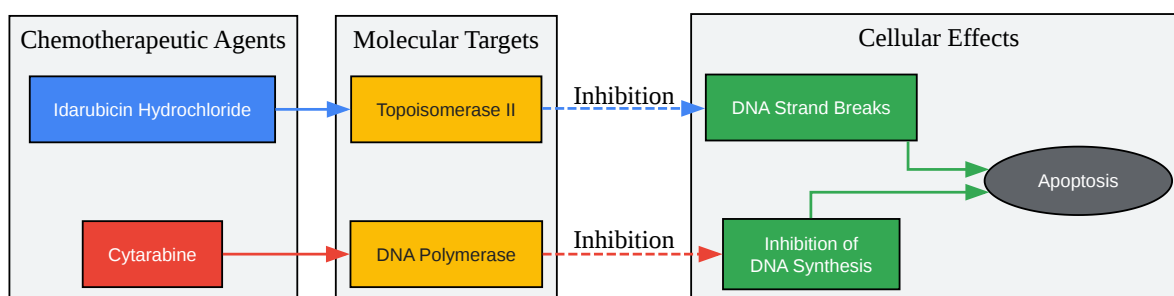 Chemotherapeutic Agents
Molecular Targets
Cellular Effects
Idarubicin Hydrochloride
Topoisomerase II
Inhibition
DNA Strand Breaks
Apoptosis
Cytarabine
DNA Polymerase
Inhibition
Inhibition of
DNA Synthesis